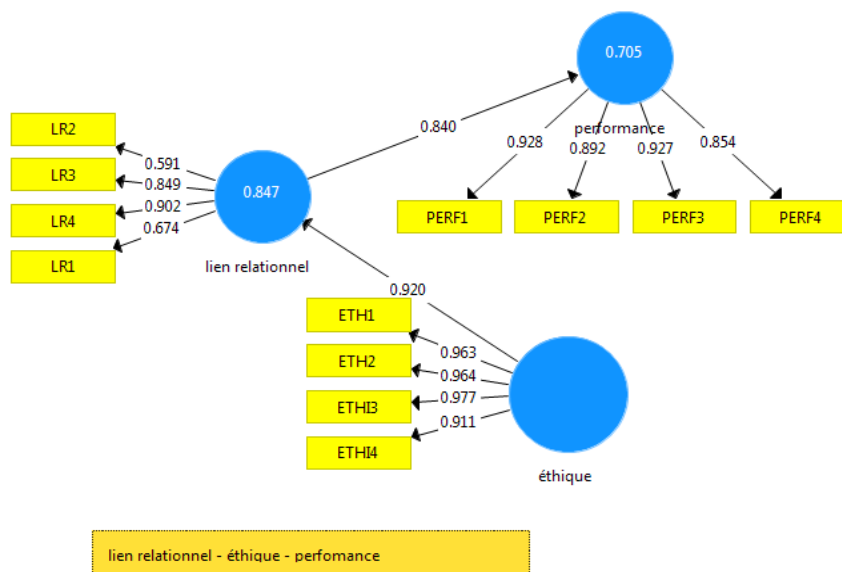 0.705
performance
0.840
0.928
0.892
0.927
0.854
PERF1
PERF2
PERF3
PERF4
LR2
LR3
LR4
LR1
0.591
0.849
0.902
0.674
0.847
lien relationnel
0.920
ETH1
ETH2
ETHI3
ETHI4
0.963
0.964
0.977
0.911
éthique
lien relationnel - éthique - perfomance